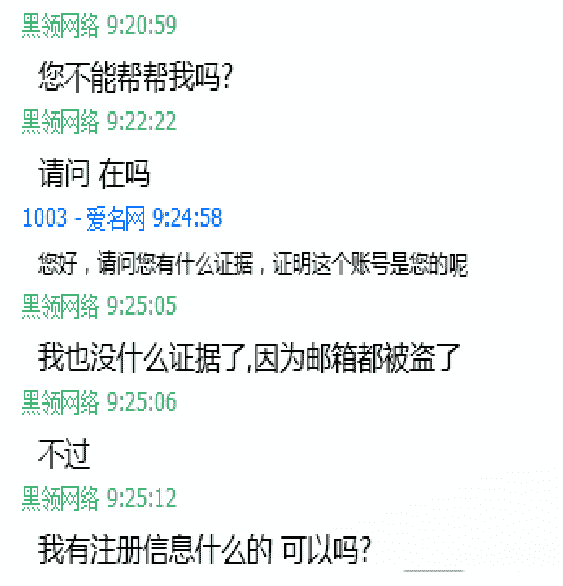 黑领网络 9:20:59
您不能帮帮我吗?
黑领网络 9:22:22
请问 在吗
1003 - 爱名网 9:24:58
您好，请问您有什么证据，证明这个账号是您的呢
黑领网络 9:25:05
我也没什么证据了,因为邮箱都被盗了
黑领网络 9:25:06
不过
黑领网络 9:25:12
我有注册信息什么的 可以吗?